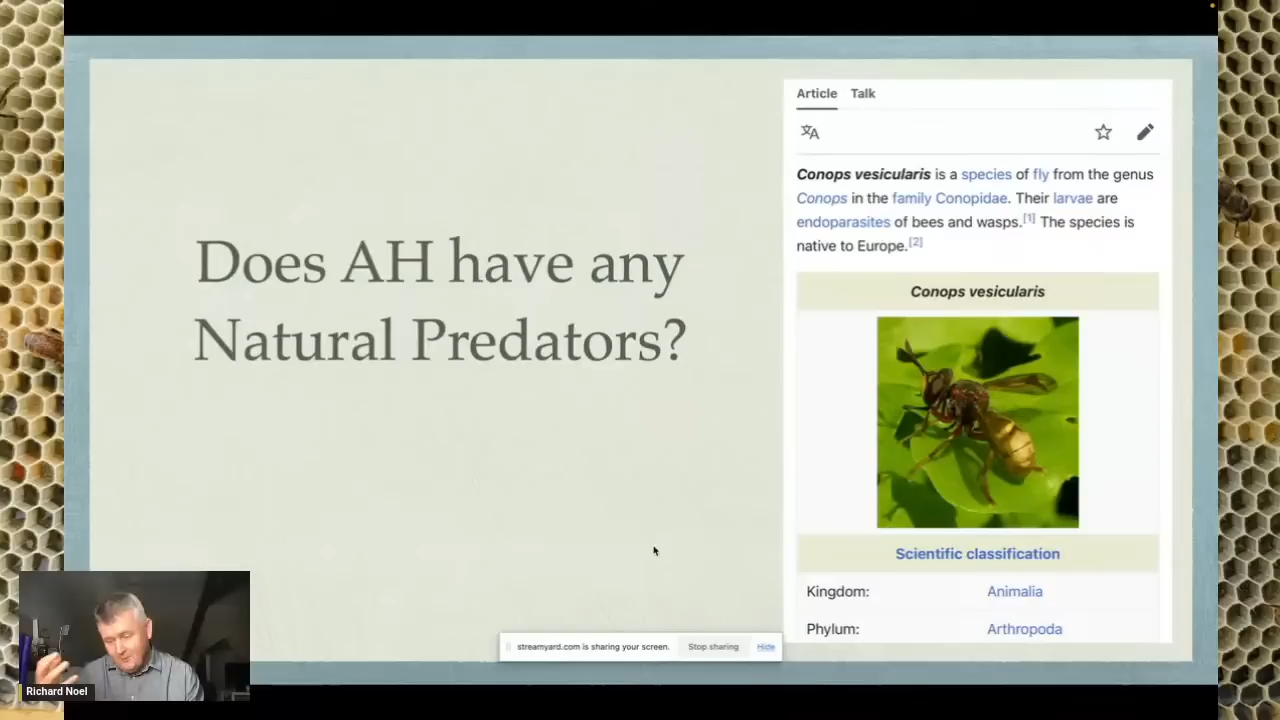 Does AH have any
Natural Predators?
Article Talk
Conops vesicularis is a species of fly from the genus
Conops in the family Conopidae. Their larvae are
endoparasites of bees and wasps.[1] The species is
native to Europe.[2]
Conops vesicularis
Scientific classification
Kingdom: Animalia
Phylum: Arthropoda
streamyard.com is sharing your screen. Stop sharing Hide
Richard Noel